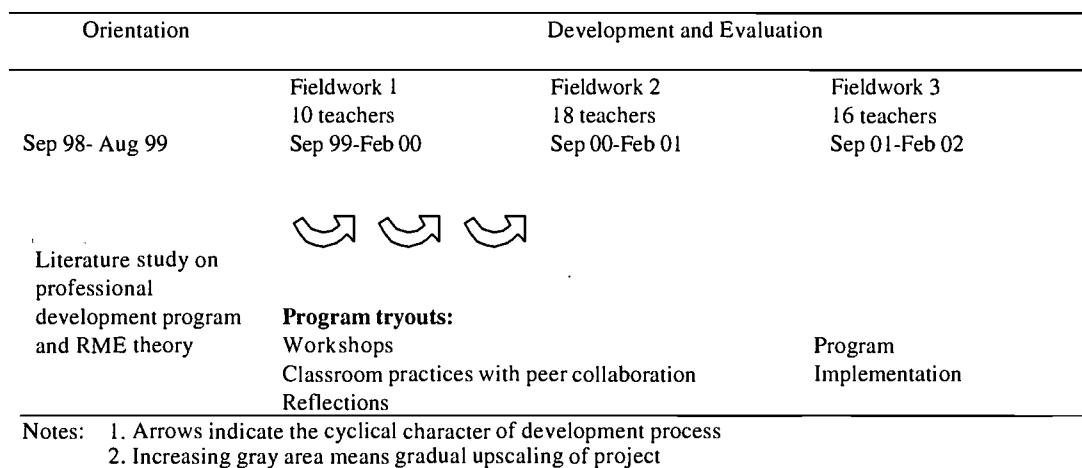 Orientation Development and Evaluation
Fieldwork 1 Fieldwork 2 Fieldwork 3
10 teachers 18 teachers 16 teachers
Sep 98- Aug 99 Sep 99-Feb 00 Sep 00-Feb 01 Sep 01-Feb 02
Literature study on
professional
development program Program tryouts:
and RME theory Workshops Program
Classroom practices with peer collaboration Implementation
Reflections
Notes: 1. Arrows indicate the cyclical character of development process
2. Increasing gray area means gradual upscaling of project